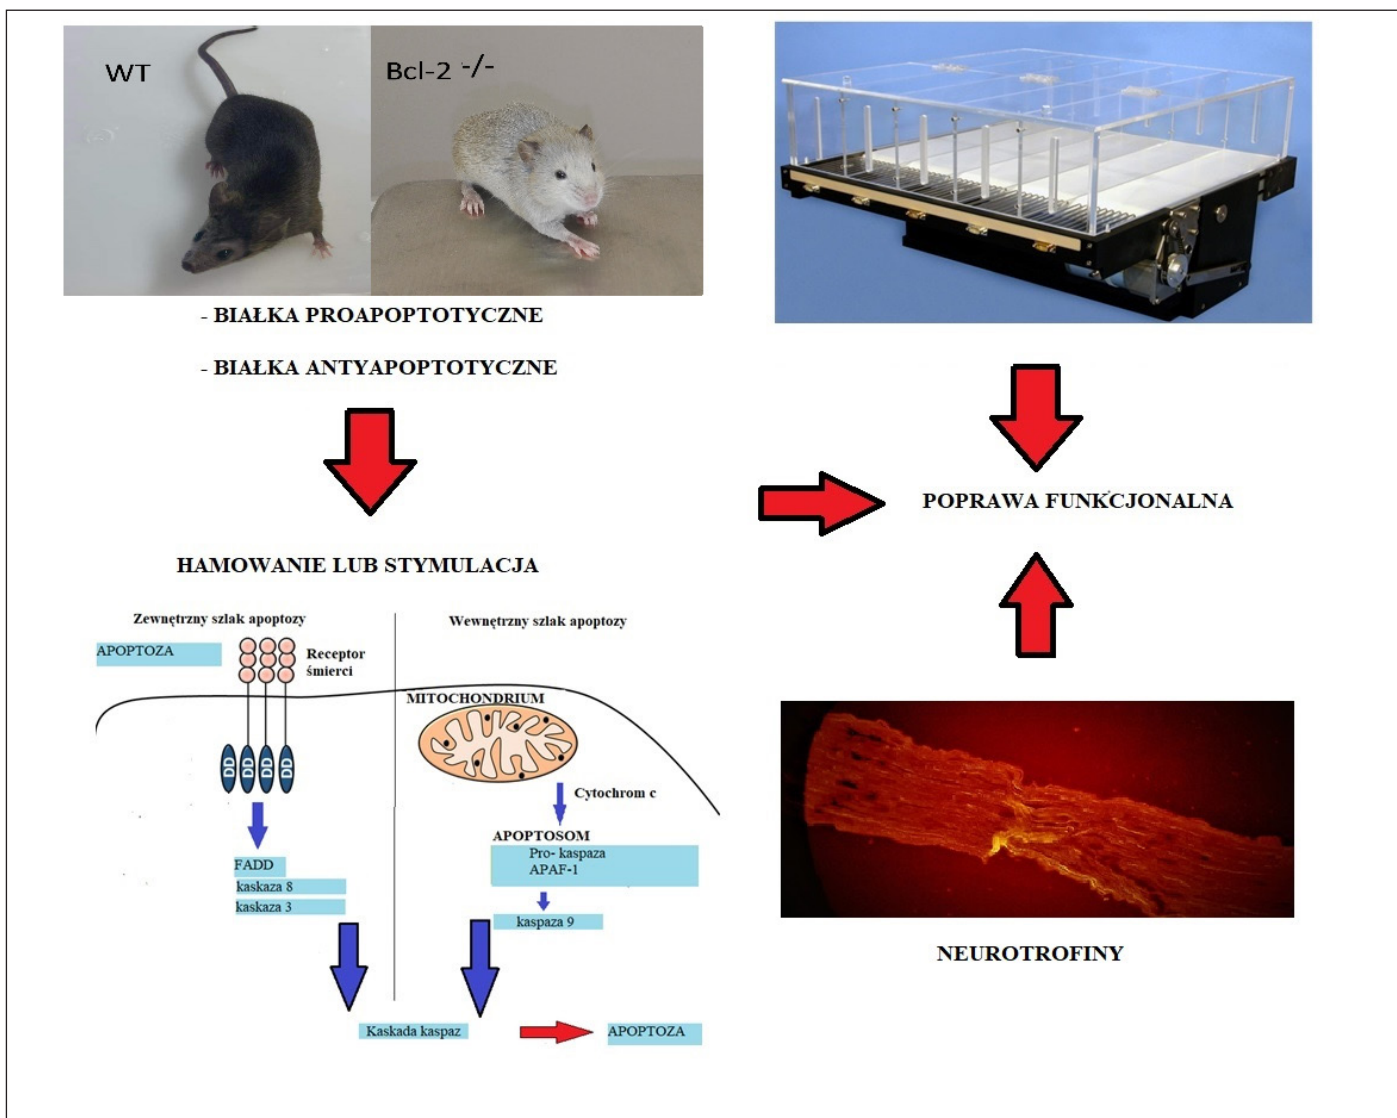 WT
Bcl-2 -/-
- BIAŁKA PROAPOPTOTYCZNE
- BIAŁKA ANTYAPOPTOTYCZNE
HAMOWANIE LUB STYMULACJA
Zewnętrzny szlak apoptozy
Wewnętrzny szlak apoptozy
APOPTOZA
Receptor
śmierci
MITOCHONDRIUM
DD DD DD DD
Cytochrom c
APOPTOSOM
Pro- kaspaza
APAF-1
FADD
kaskaza 8
kaskaza 3
kaspaza 9
Kaskada kaspaz
APOPTOZA
POPRAWA FUNKCJONALNA
NEUROTROFINY